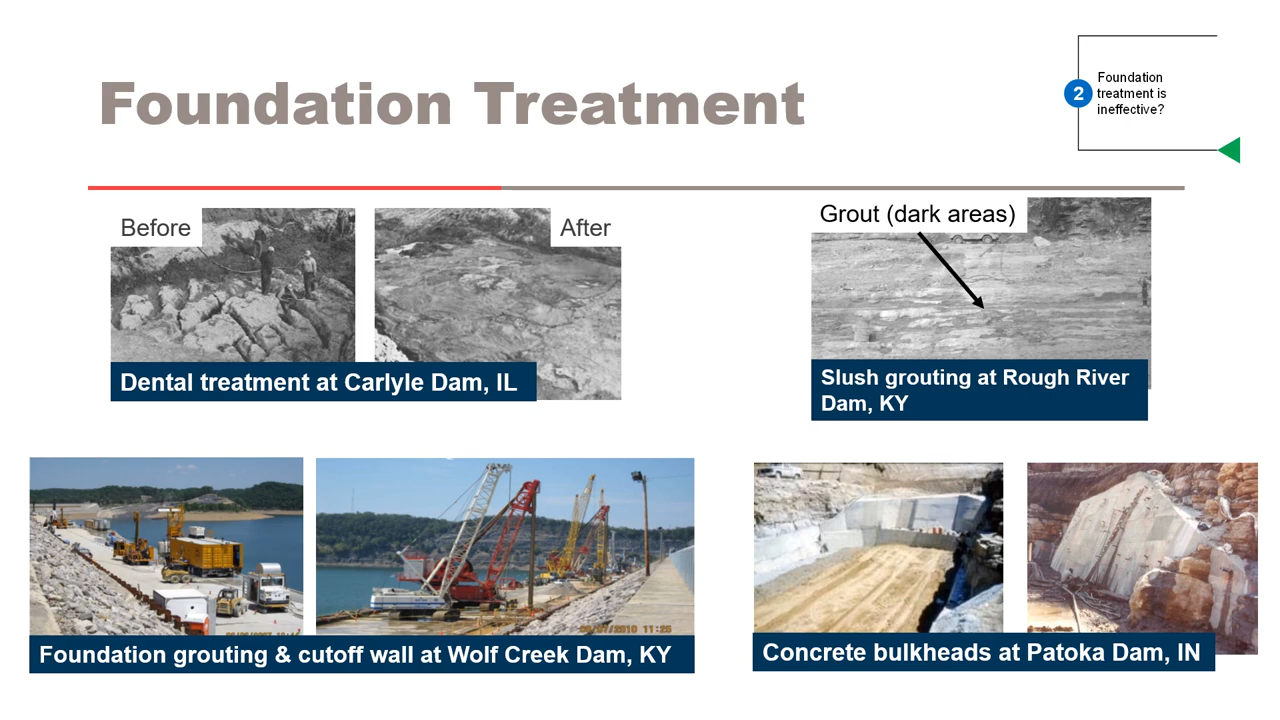 Foundation Treatment
2
Foundation
treatment is
ineffective?
Before
After
Dental treatment at Carlyle Dam, IL
Grout (dark areas)
Slush grouting at Rough River
Dam, KY
Foundation grouting & cutoff wall at Wolf Creek Dam, KY
Concrete bulkheads at Patoka Dam, IN